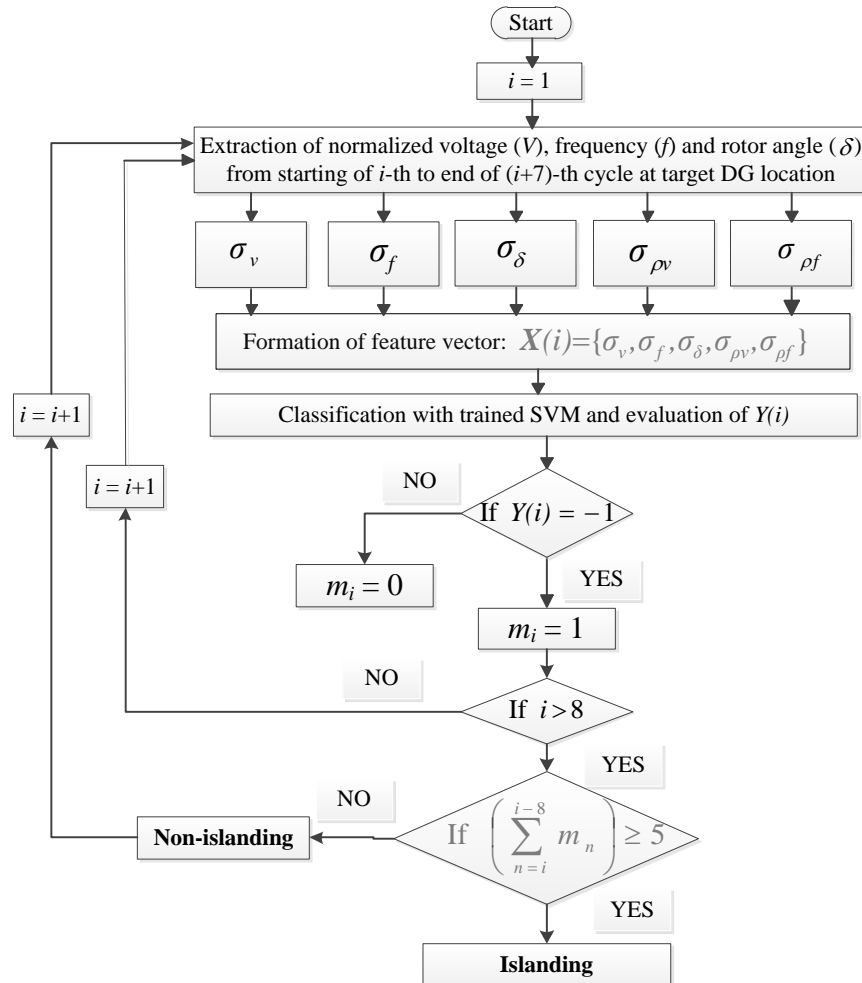 Start
i = 1
Extraction of normalized voltage (V), frequency (f) and rotor angle (δ)
from starting of i-th to end of (i+7)-th cycle at target DG location
σ_v
σ_f
σ_δ
σ_ρv
σ_ρf
Formation of feature vector: X(i)={σ_v,σ_f,σ_δ,σ_ρv,σ_ρf}
i = i+1
Classification with trained SVM and evaluation of Y(i)
i = i+1
NO
If Y(i) = −1
YES
m_i = 0
m_i = 1
NO
If i>8
YES
NO
Non-islanding
If (∑_{n=i}^{i−8} m_n) ≥ 5
YES
Islanding